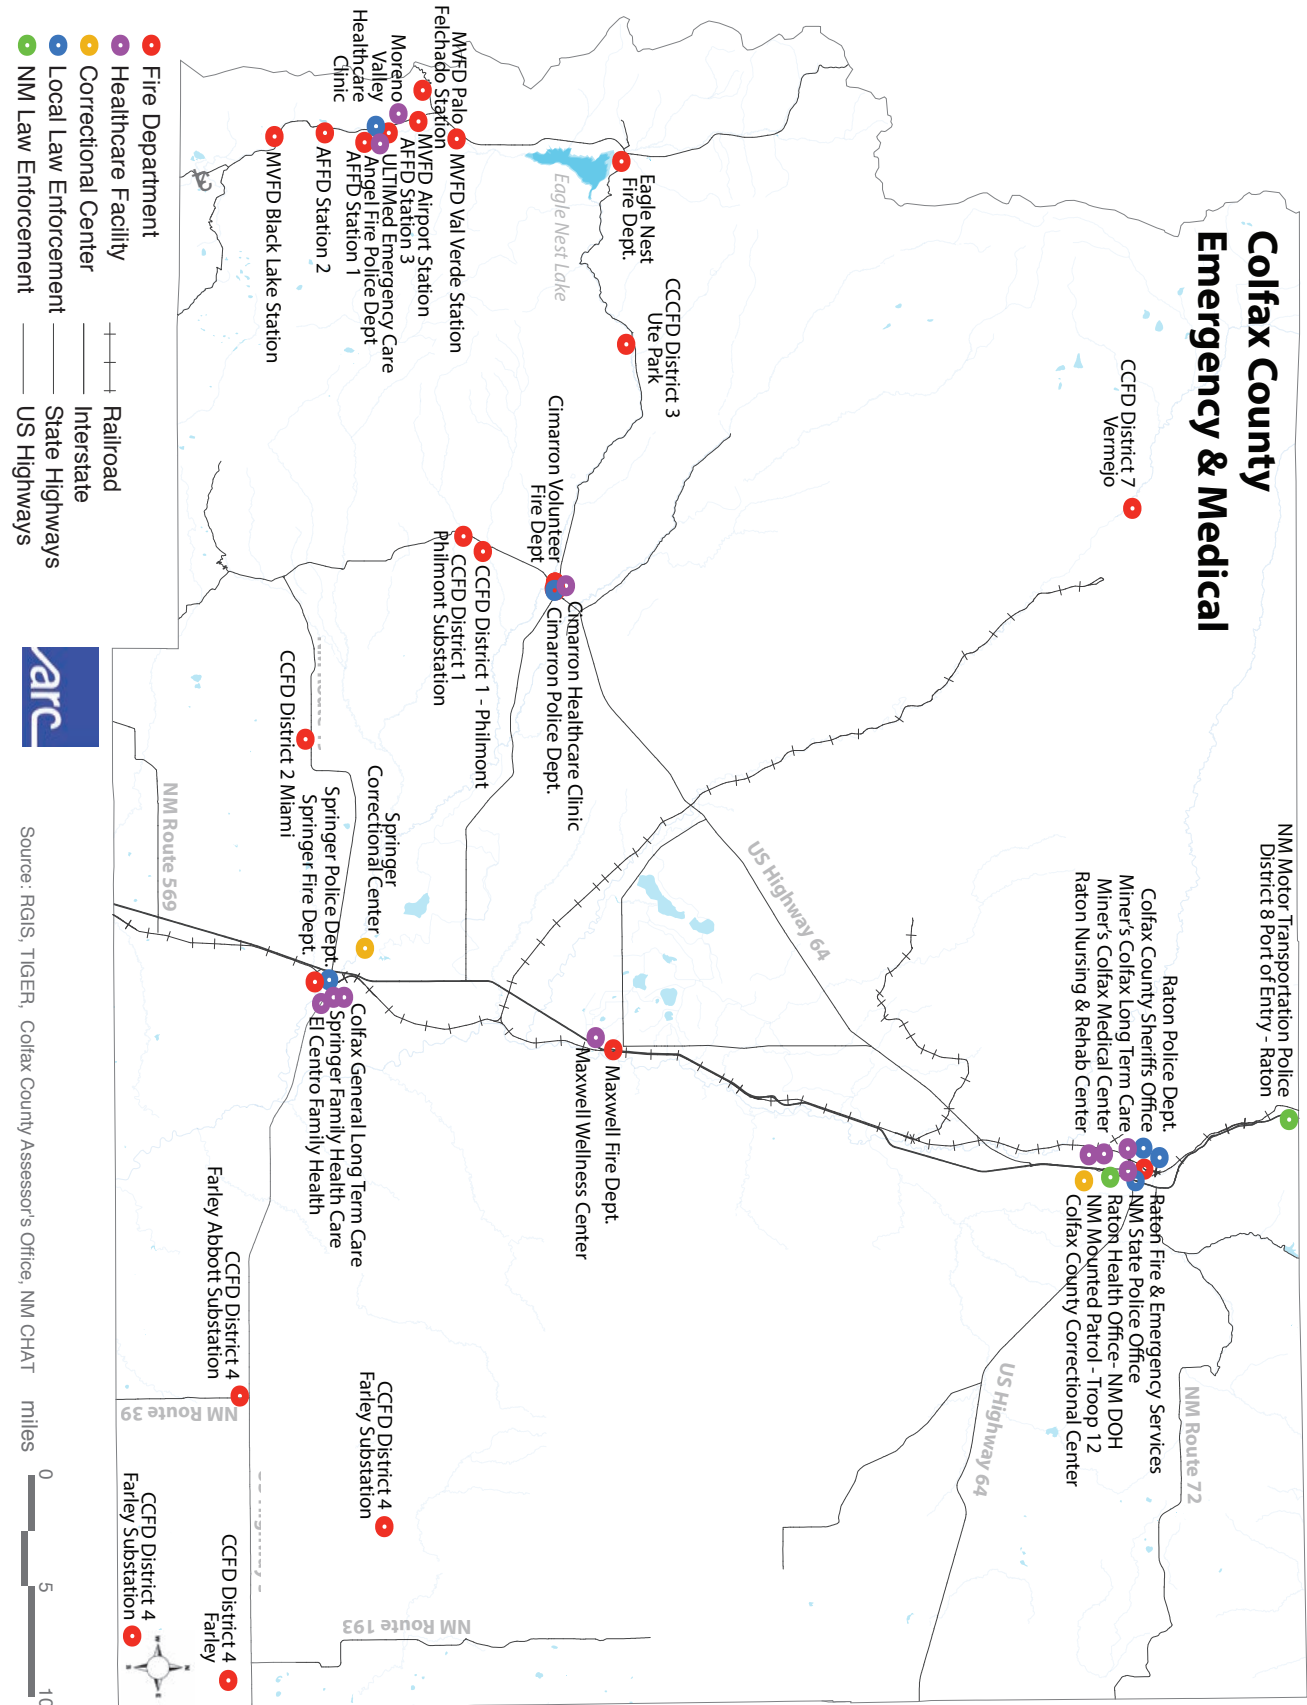 Colfax County
Emergency & Medical
NM Motor Transportation Police
District 8 Port of Entry - Raton
CCFD District 7
Vermejo
Raton Police Dept.
Colfax County Sheriffs Office
Miner's Colfax Long Term Care
Miner's Colfax Medical Center
Raton Nursing & Rehab Center
Raton Fire & Emergency Services
NM State Police Office
Raton Health Office- NM DOH
NM Mounted Patrol - Troop 12
Colfax County Correctional Center
NM Route 72
US Highway 64
US Highway 64
CCCFD District 3
Ute Park
Eagle Nest
Fire Dept.
Eagle Nest Lake
Cimarron Volunteer
Fire Dept
Cimarron Healthcare Clinic
Cimarron Police Dept.
Maxwell Fire Dept.
Maxwell Wellness Center
CCFD District 1 - Philmont
CCFD District 1
Philmont Substation
MVFD Palo
Felchado Station
MVFD Val Verde Station
MVFD Airport Station
AFFD Station 3
ULTIMed Emergency Care
Angel Fire Police Dept
AFFD Station 1
Moreno
Valley
Healthcare
Clinic
AFFD Station 2
MVFD Black Lake Station
Springer
Correctional Center
Springer Police Dept.
Springer Fire Dept.
CCFD District 2 Miami
Colfax General Long Term Care
Springer Family Health Care
El Centro Family Health
CCFD District 4
Farley Substation
CCFD District 4
Farley Abbott Substation
CCFD District 4
Farley
CCFD District 4
Farley Substation
NM Route 193
NM Route 39
NM Route 569
Fire Department
Healthcare Facility
Correctional Center
Local Law Enforcement
NM Law Enforcement
Railroad
Interstate
State Highways
US Highways
arc
Source: RGIS, TIGER, Colfax County Assessor's Office, NM CHAT
miles
0
5
10